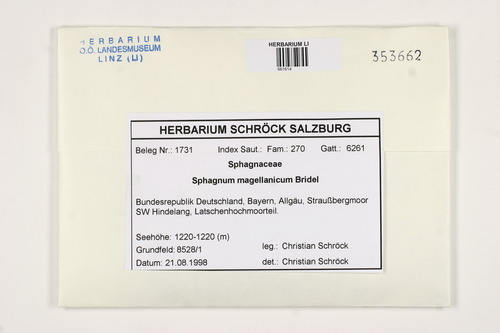 HERBARIUM
O.Ö. LANDESMUSEUM
LINZ (LI)
HERBARIUM LI
353662
HERBARIUM SCHRÖCK SALZBURG
Beleg Nr.: 1731 Index Saut.: Fam.: 270 Gatt.: 6261
Sphagnaceae
Sphagnum magellanicum Bridel
Bundesrepublik Deutschland, Bayern, Allgäu, Straußbergmoor
SW Hindelang, Latschenhochmoorteil.
Seehöhe: 1220-1220 (m)
Grundfeld: 8528/1 leg.: Christian Schröck
Datum: 21.08.1998 det.: Christian Schröck